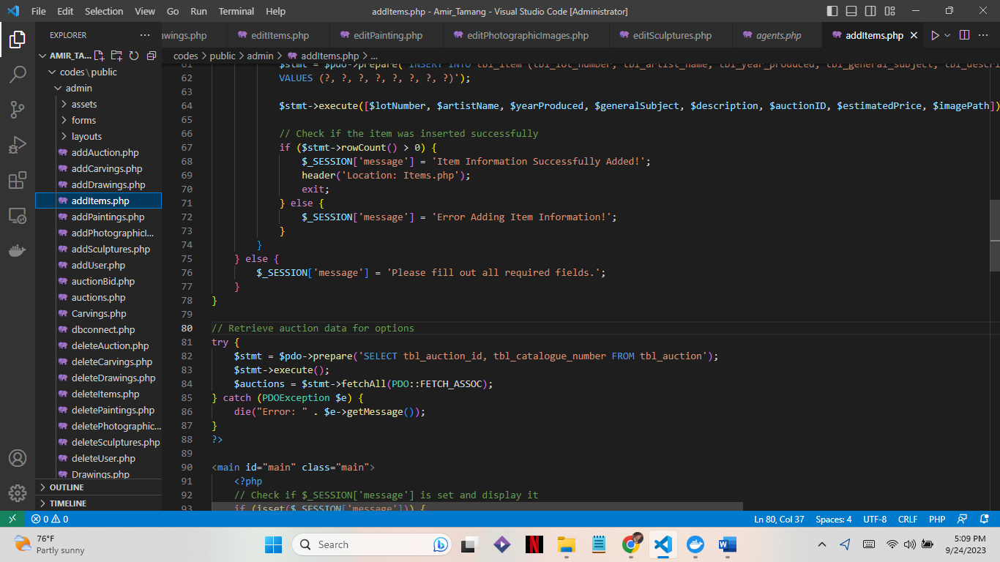 File Edit Selection View Go Run Terminal Help
addItems.php - Amir_Tamang - Visual Studio Code [Administrator]
EXPLORER
awings.php
editItems.php
editPainting.php
editPhotographicImages.php
editSculptures.php
agents.php
addItems.php
AMIR_TA...
codes > public > admin > addItems.php > ...
codes\public
admin
assets
forms
layouts
addAuction.php
addCarvings.php
addDrawings.php
addItems.php
addPaintings.php
addPhotographicI...
addSculptures.php
addUser.php
auctionBid.php
auctions.php
Carvings.php
dbconnect.php
deleteAuction.php
deleteCarvings.php
deleteDrawings.php
deleteItems.php
deletePaintings.php
deletePhotographic...
deleteSculptures.php
deleteUser.php
Drawings.php
OUTLINE
TIMELINE
61 $stmt = $pdo->prepare('INSERT INTO tbl_item (tbl_lot_number, tbl_artist_name, tbl_year_produced, tbl_general_subject, tbl_descri
62 VALUES (?, ?, ?, ?, ?, ?, ?, ?)');
63
64 $stmt->execute([$lotNumber, $artistName, $yearProduced, $generalSubject, $description, $auctionID, $estimatedPrice, $imagePath])
65
66 // Check if the item was inserted successfully
67 if ($stmt->rowCount() > 0) {
68 $_SESSION['message'] = 'Item Information Successfully Added!';
69 header('Location: Items.php');
70 exit;
71 } else {
72 $_SESSION['message'] = 'Error Adding Item Information!';
73 }
74 }
75 } else {
76 $_SESSION['message'] = 'Please fill out all required fields.';
77 }
78 }
79
80 // Retrieve auction data for options
81 try {
82 $stmt = $pdo->prepare('SELECT tbl_auction_id, tbl_catalogue_number FROM tbl_auction');
83 $stmt->execute();
84 $auctions = $stmt->fetchAll(PDO::FETCH_ASSOC);
85 } catch (PDOException $e) {
86 die("Error: " . $e->getMessage());
87 }
88 ?>
89
90 <main id="main" class="main">
91 <?php
92 // Check if $_SESSION['message'] is set and display it
93 if (isset($_SESSION['message'])) {
0 0
Ln 80, Col 37 Spaces: 4 UTF-8 CRLF PHP
76°F
Partly sunny
Search
5:09 PM
9/24/2023